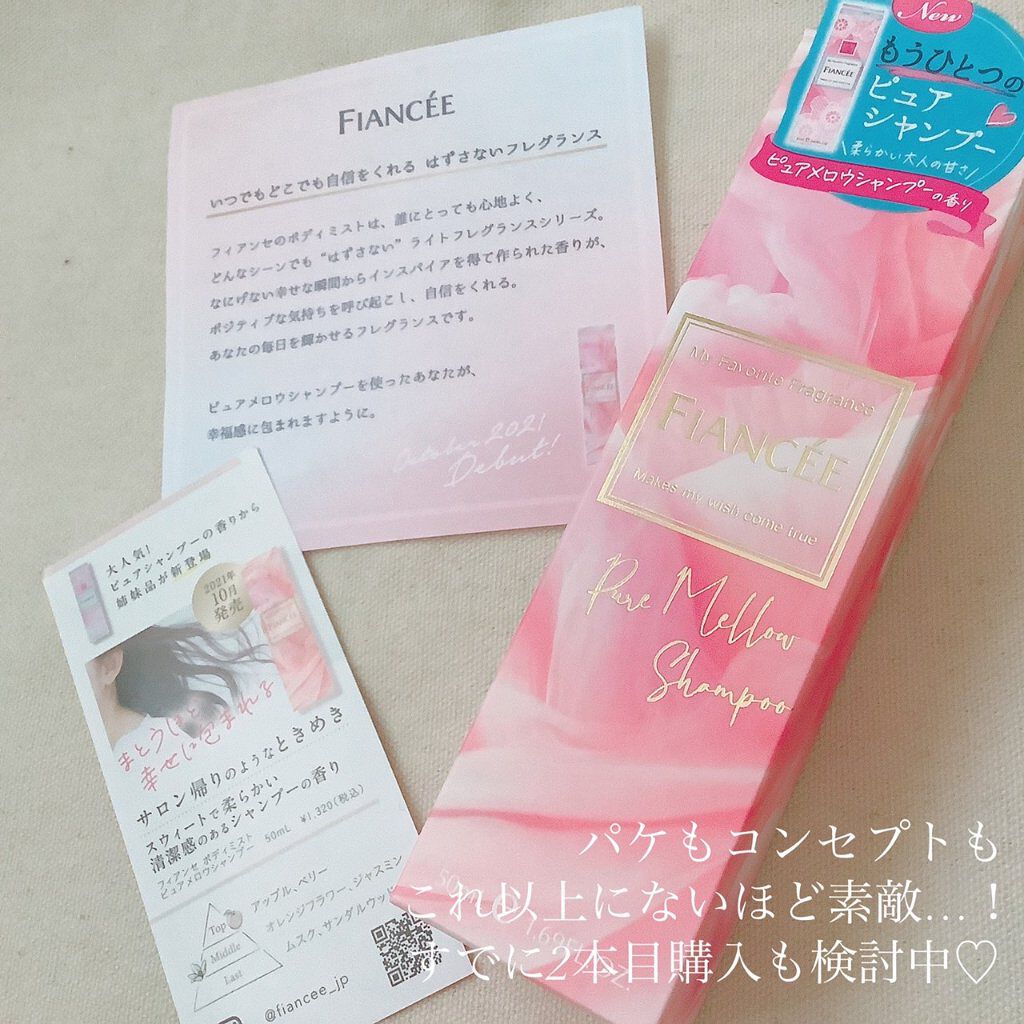 FIANCÉE
いつでもどこでも自信をくれる はずさないフレグランス
フィアンセのボディミストは、誰にとっても心地よく、
どんなシーンでも“はずさない”ライトフレグランスシリーズ。
なにげない幸せな瞬間からインスパイアを得て作られた香りが、
ポジティブな気持ちを呼び起こし、自信をくれる。
あなたの毎日を輝かせるフレグランスです。
ピュアメロウシャンプーを使ったあなたが、
幸福感に包まれますように。
October 2021
Debut!
New
FIANCÉE
もうひとつの
ピュア
シャンプー
\柔らかい大人の甘さ/
ピュアメロウシャンプーの香り
My Favorite Fragrance
FIANCÉE
Makes my wish come true
Pure Mellow
Shampoo
大人気!
ピュアシャンプーの香りから
姉妹品が新登場
2021年
10月
発売
FIANCÉE
まとうほど
幸せに包まれる
サロン帰りのようなときめき
スウィートで柔らかい
清潔感のあるシャンプーの香り
フィアンセ ボディミスト
ピュアメロウシャンプー 50mL ¥1,320(税込)
Top アップル、ベリー
Middle オレンジフラワー、ジャスミン
Last ムスク、サンダルウッド
@fiancee_jp
パケもコンセプトも
これ以上にないほど素敵…！
すでに2本目購入も検討中♡